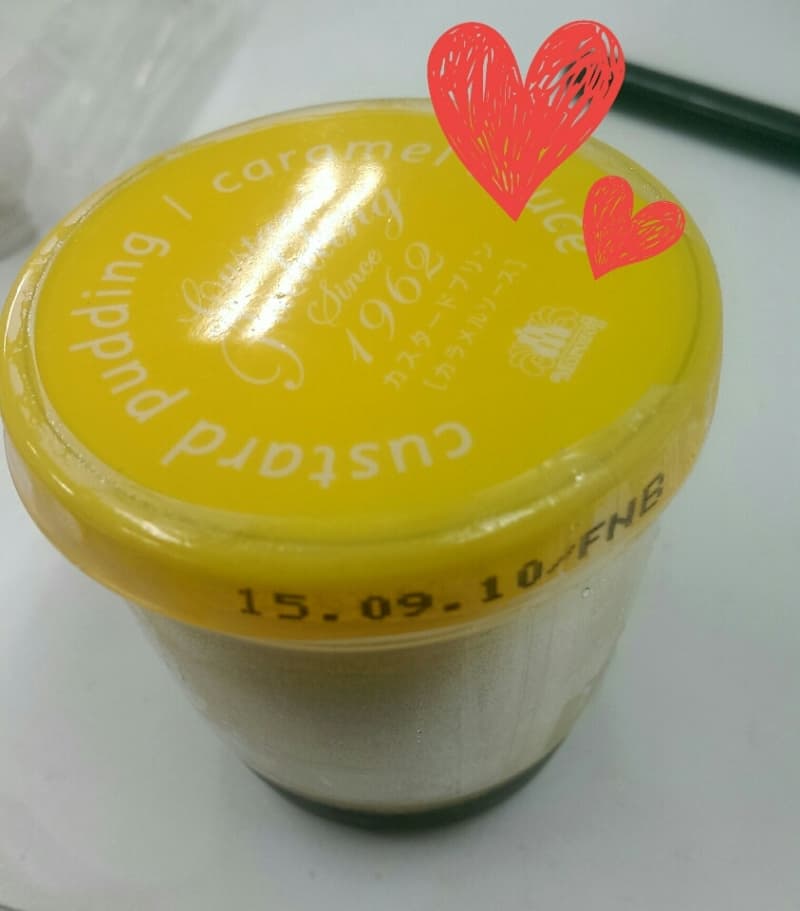 custard pudding / caramel
Since
1962
カスタードプリン
[カラメルソース]
15.09.10/FNB